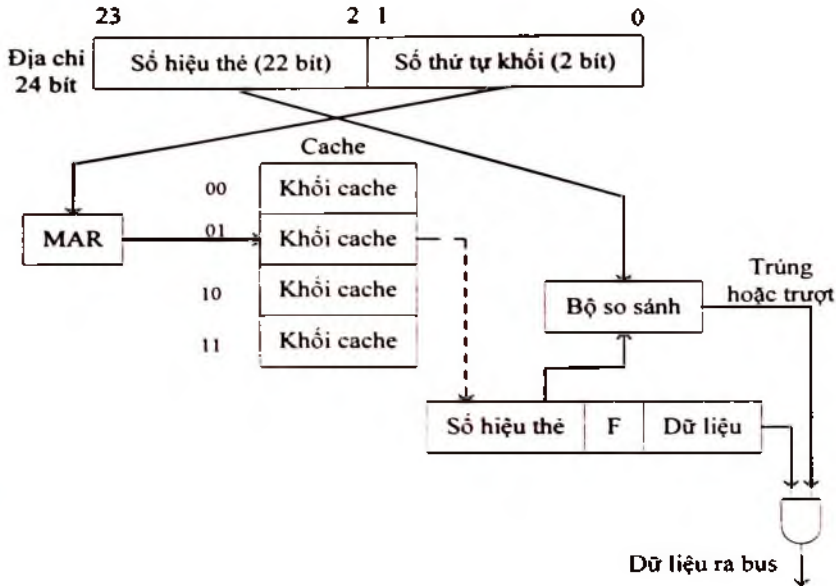 23 2 1 0
Địa chỉ
24 bít
Số hiệu thẻ (22 bít)
Số thứ tự khối (2 bít)
Cache
00
Khối cache
MAR
01
Khối cache
10
Khối cache
11
Khối cache
Trúng
hoặc trượt
Bộ so sánh
Số hiệu thẻ
F
Dữ liệu
Dữ liệu ra bus